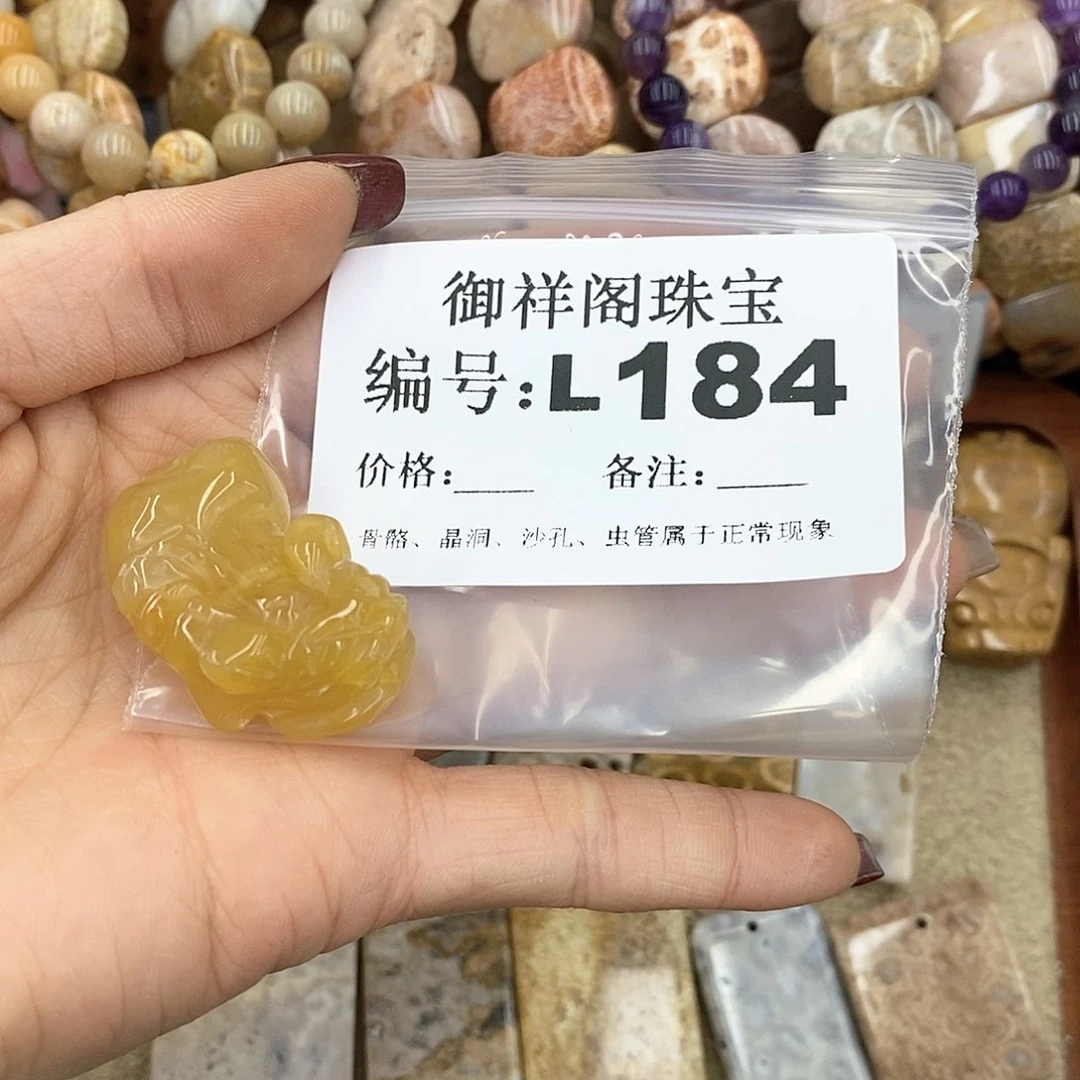 御祥阁珠宝
编号:L184
价格:____ 备注:____
骨骼、晶洞、沙孔、虫管属于正常现象